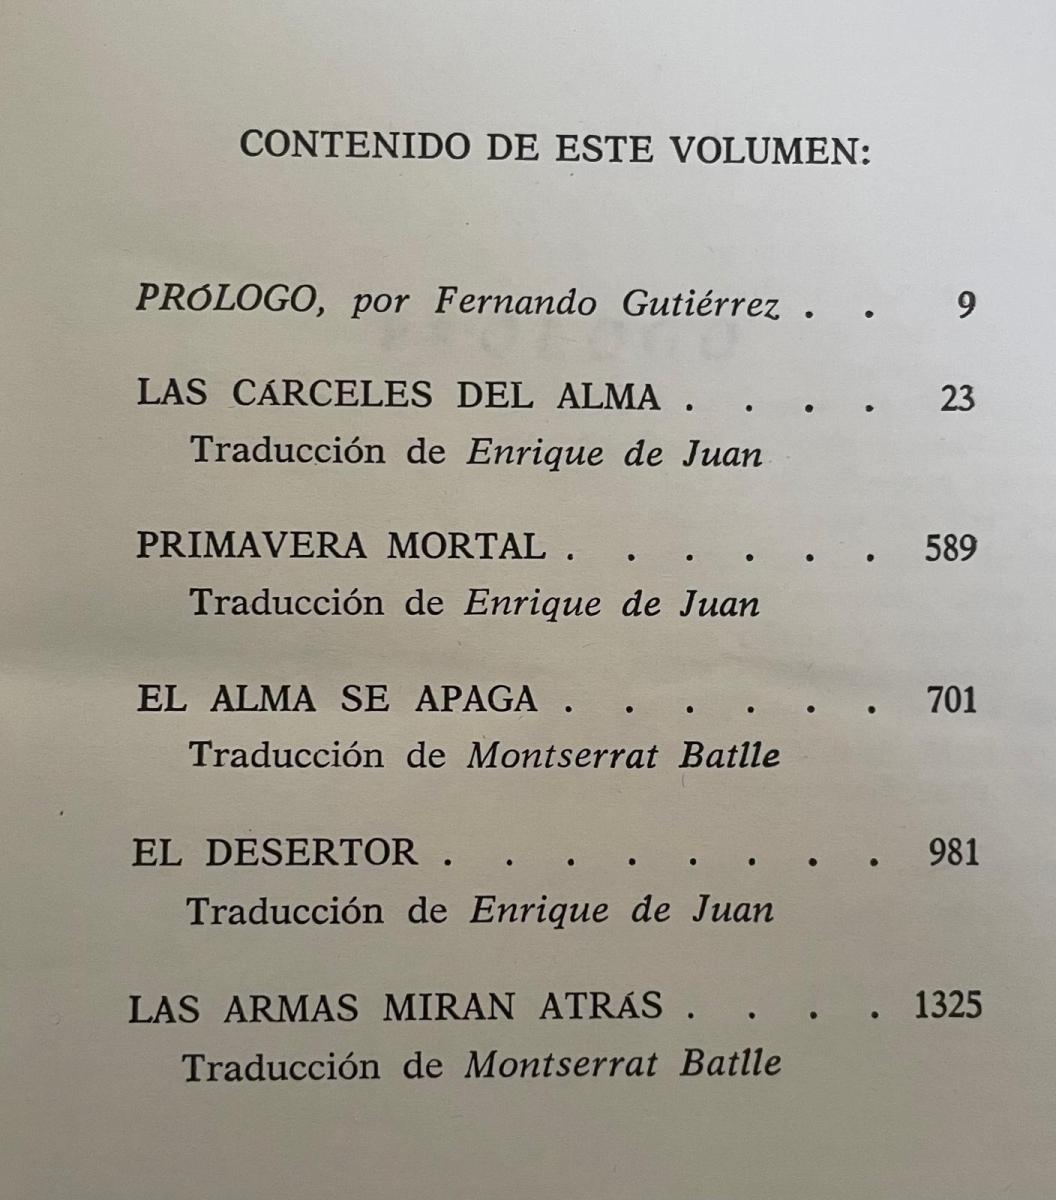 CONTENIDO DE ESTE VOLUMEN:
PRÓLOGO, por Fernando Gutiérrez . . 9
LAS CÁRCELES DEL ALMA . . . . 23
Traducción de Enrique de Juan
PRIMAVERA MORTAL . . . . . . 589
Traducción de Enrique de Juan
EL ALMA SE APAGA . . . . . . 701
Traducción de Montserrat Batlle
EL DESERTOR . . . . . . . . 981
Traducción de Enrique de Juan
LAS ARMAS MIRAN ATRÁS . . . . 1325
Traducción de Montserrat Batlle